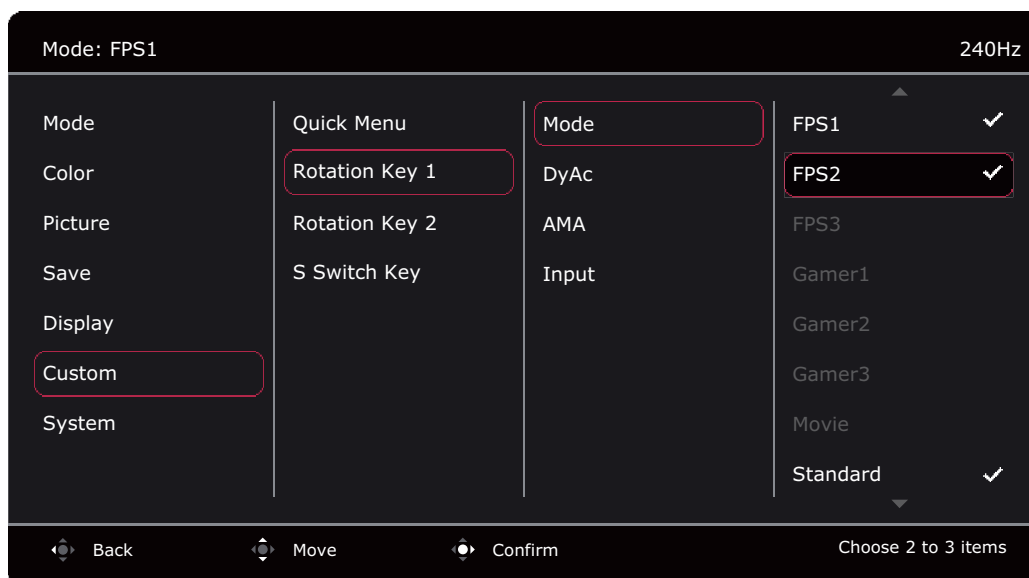 Mode: FPS1
240Hz
Mode
Color
Picture
Save
Display
Custom
System
Quick Menu
Rotation Key 1
Rotation Key 2
S Switch Key
Mode
DyAc
AMA
Input
FPS1
FPS2
FPS3
Gamer1
Gamer2
Gamer3
Movie
Standard
Back
Move
Confirm
Choose 2 to 3 items